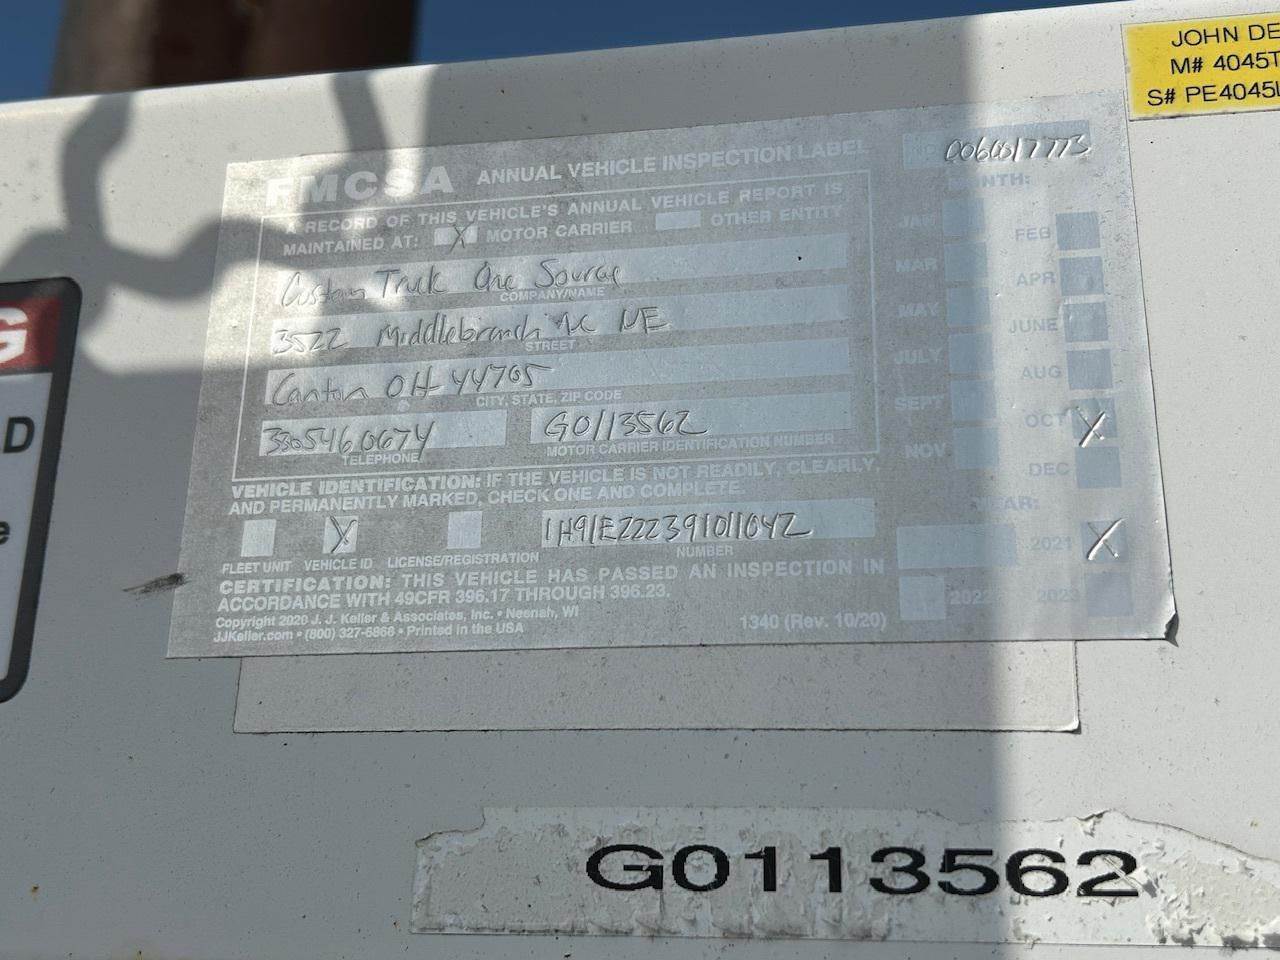 JOHN DE
M# 4045T
S# PE4045
FMCSA ANNUAL VEHICLE INSPECTION LABEL
A RECORD OF THIS VEHICLE'S ANNUAL VEHICLE REPORT IS
MAINTAINED AT: X MOTOR CARRIER OTHER ENTITY
Custom Truck One Source
COMPANY/NAME
3522 Middlebranch NE
STREET
Canton OH 44705
CITY, STATE, ZIP CODE
3305460674 G0113562
TELEPHONE MOTOR CARRIER IDENTIFICATION NUMBER
VEHICLE IDENTIFICATION: IF THE VEHICLE IS NOT READILY, CLEARLY,
AND PERMANENTLY MARKED, CHECK ONE AND COMPLETE.
X 1H91E222391011042
FLEET UNIT VEHICLE ID LICENSE/REGISTRATION NUMBER
CERTIFICATION: THIS VEHICLE HAS PASSED AN INSPECTION IN
ACCORDANCE WITH 49CFR 396.17 THROUGH 396.23.
Copyright 2020 J. J. Keller & Associates, Inc. • Neenah, WI
JJKeller.com • (800) 327-6868 • Printed in the USA 1340 (Rev. 10/20)
MONTH:
JAN FEB
MAR APR
MAY JUNE
JULY AUG
SEPT OCT X
NOV DEC
YEAR:
2021 X
2022 2023
G
D
e
G0113562